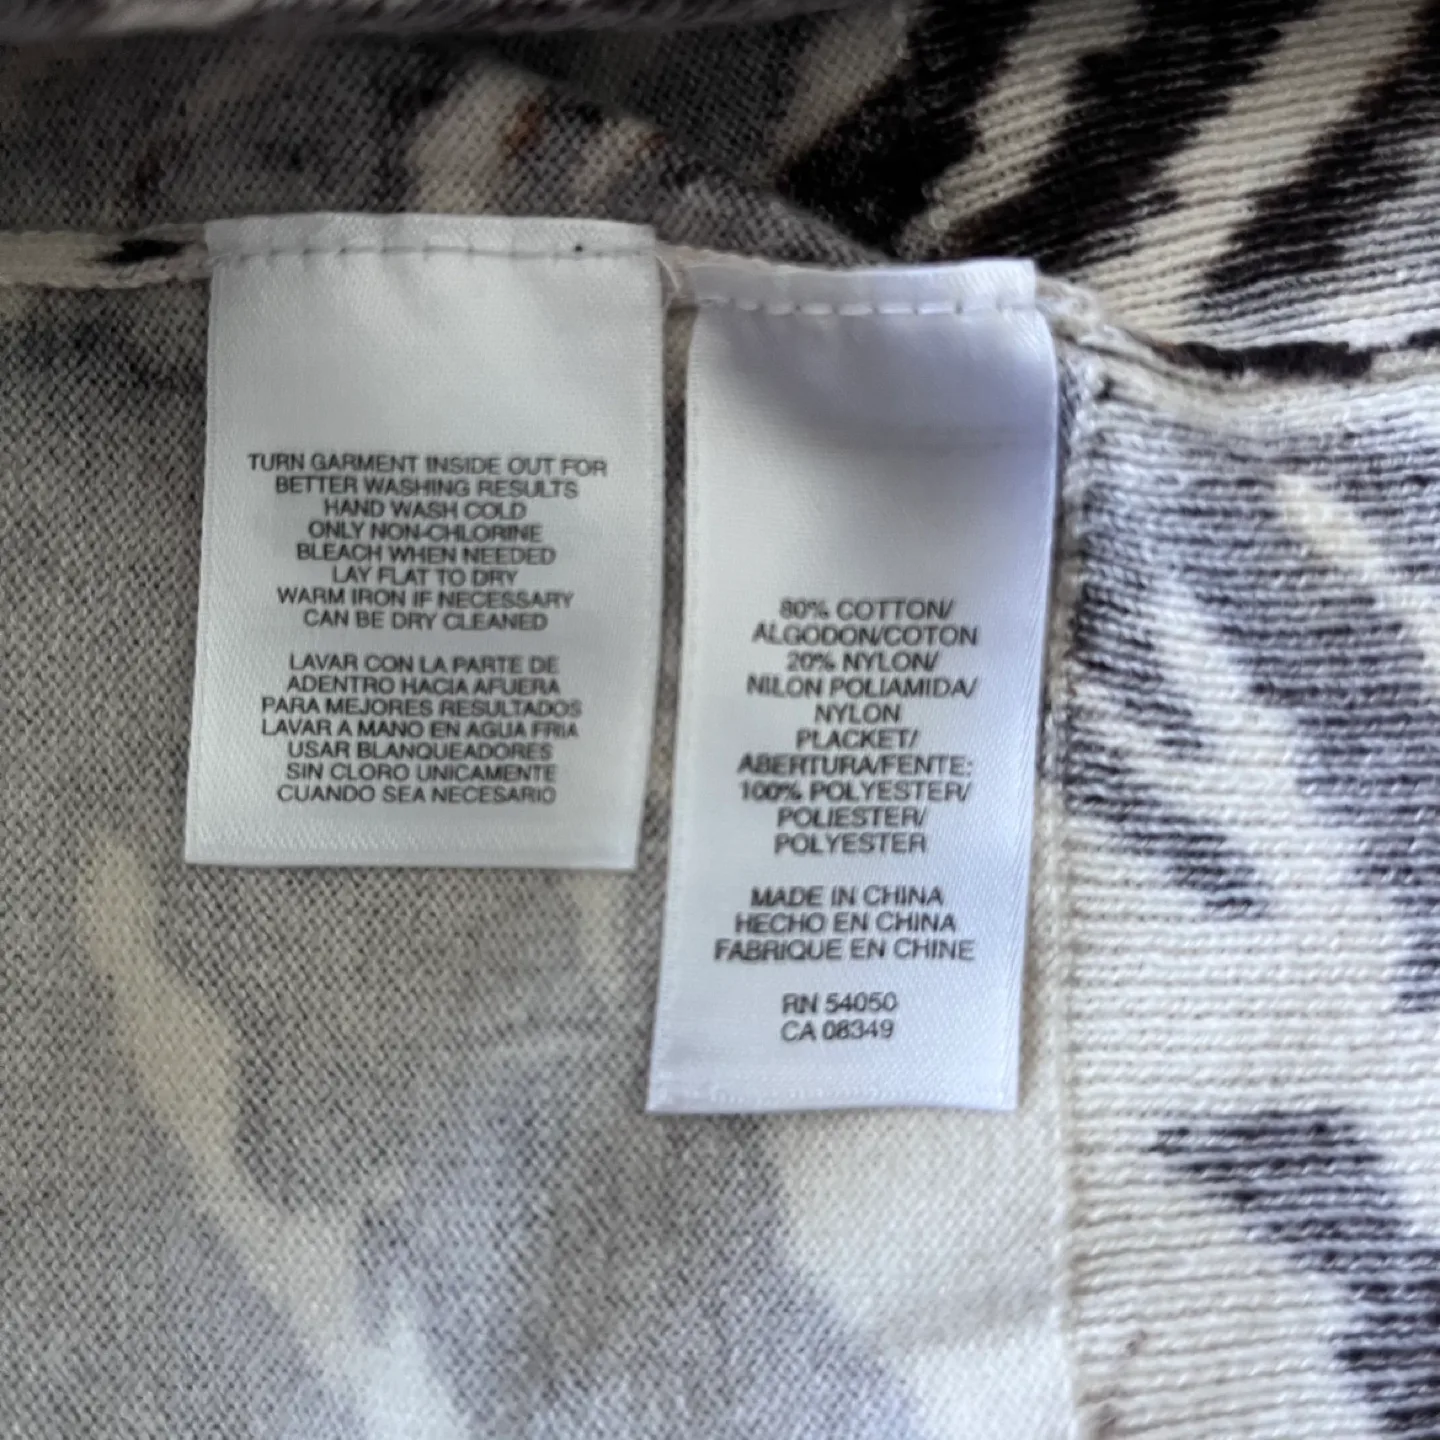 TURN GARMENT INSIDE OUT FOR
BETTER WASHING RESULTS
HAND WASH COLD
ONLY NON-CHLORINE
BLEACH WHEN NEEDED
LAY FLAT TO DRY
WARM IRON IF NECESSARY
CAN BE DRY CLEANED
LAVAR CON LA PARTE DE
ADENTRO HACIA AFUERA
PARA MEJORES RESULTADOS
LAVAR A MANO EN AGUA FRIA
USAR BLANQUEADORES
SIN CLORO UNICAMENTE
CUANDO SEA NECESARIO
80% COTTON/
ALGODON/COTON
20% NYLON/
NILON POLIAMIDA/
NYLON
PLACKET/
ABERTURA/FENTE:
100% POLYESTER/
POLIESTER/
POLYESTER
MADE IN CHINA
HECHO EN CHINA
FABRIQUE EN CHINE
RN 54050
CA 08349